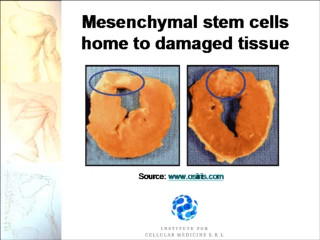 Mesenchymal stem cells
home to damaged tissue
Source: www.osiris.com
INSTITUTE FOR
CELLULAR MEDICINE S.R.L